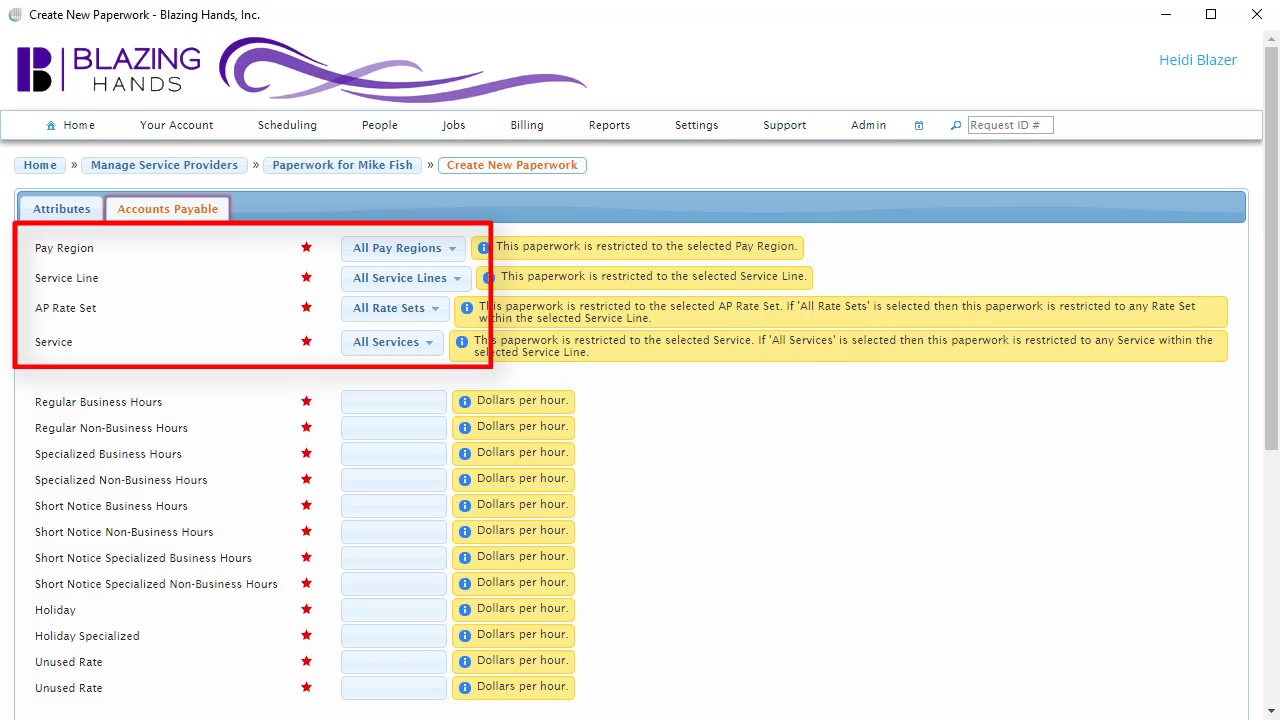 Create New Paperwork - Blazing Hands, Inc.
BLAZING
HANDS
Heidi Blazer
Home Your Account Scheduling People Jobs Billing Reports Settings Support Admin Request ID #
Home » Manage Service Providers » Paperwork for Mike Fish » Create New Paperwork
Attributes Accounts Payable
Pay Region All Pay Regions This paperwork is restricted to the selected Pay Region.
Service Line All Service Lines This paperwork is restricted to the selected Service Line.
AP Rate Set All Rate Sets This paperwork is restricted to the selected AP Rate Set. If 'All Rate Sets' is selected then this paperwork is restricted to any Rate Set
within the selected Service Line.
Service All Services This paperwork is restricted to the selected Service. If 'All Services' is selected then this paperwork is restricted to any Service within the
selected Service Line.
Regular Business Hours Dollars per hour.
Regular Non-Business Hours Dollars per hour.
Specialized Business Hours Dollars per hour.
Specialized Non-Business Hours Dollars per hour.
Short Notice Business Hours Dollars per hour.
Short Notice Non-Business Hours Dollars per hour.
Short Notice Specialized Business Hours Dollars per hour.
Short Notice Specialized Non-Business Hours Dollars per hour.
Holiday Dollars per hour.
Holiday Specialized Dollars per hour.
Unused Rate Dollars per hour.
Unused Rate Dollars per hour.